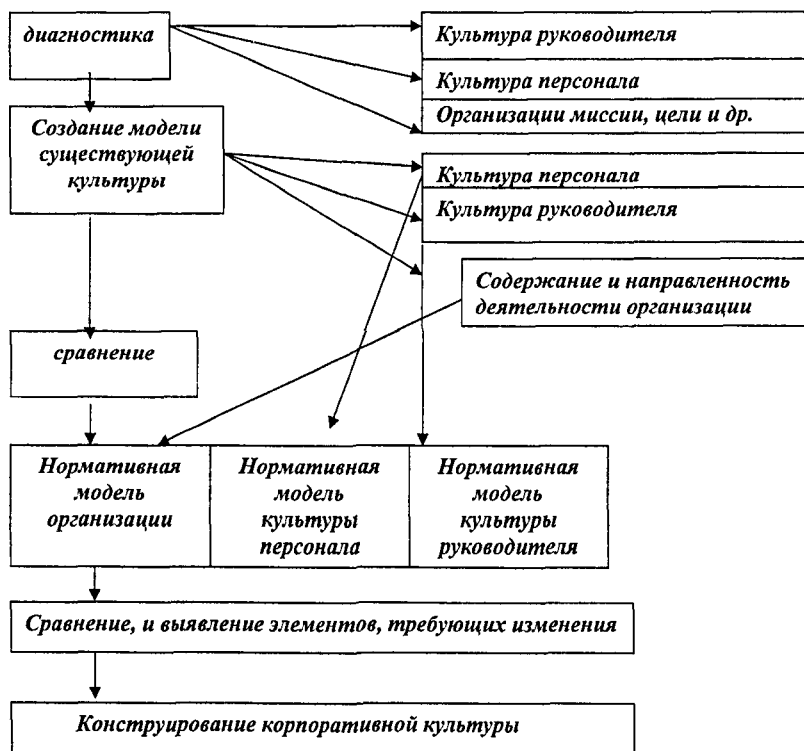 диагностика
Культура руководителя
Культура персонала
Организации миссии, цели и др.
Создание модели
существующей
культуры
Культура персонала
Культура руководителя
Содержание и направленность
деятельности организации
сравнение
Нормативная
модель
организации
Нормативная
модель
культуры
персонала
Нормативная
модель
культуры
руководителя
Сравнение, и выявление элементов, требующих изменения
Конструирование корпоративной культуры